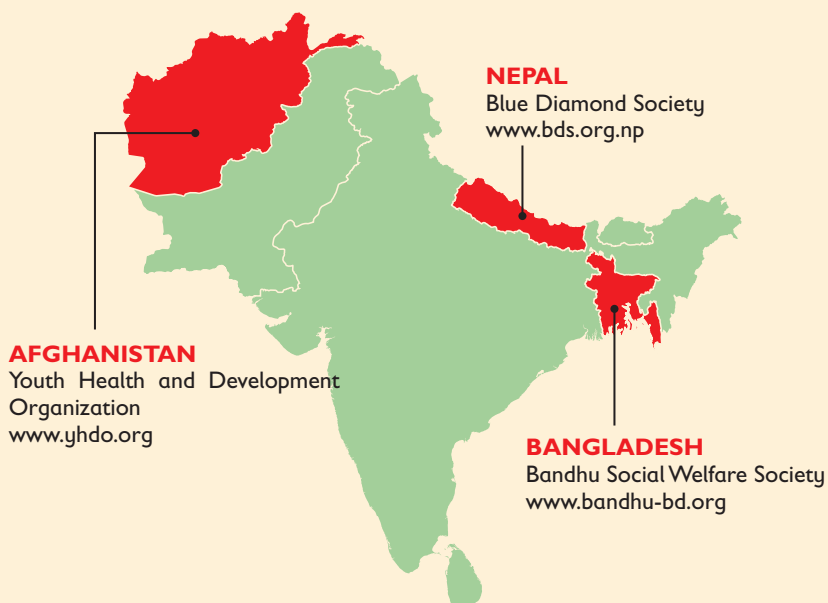 NEPAL
Blue Diamond Society
www.bds.org.np
AFGHANISTAN
Youth Health and Development
Organization
www.yhdo.org
BANGLADESH
Bandhu Social Welfare Society
www.bandhu-bd.org